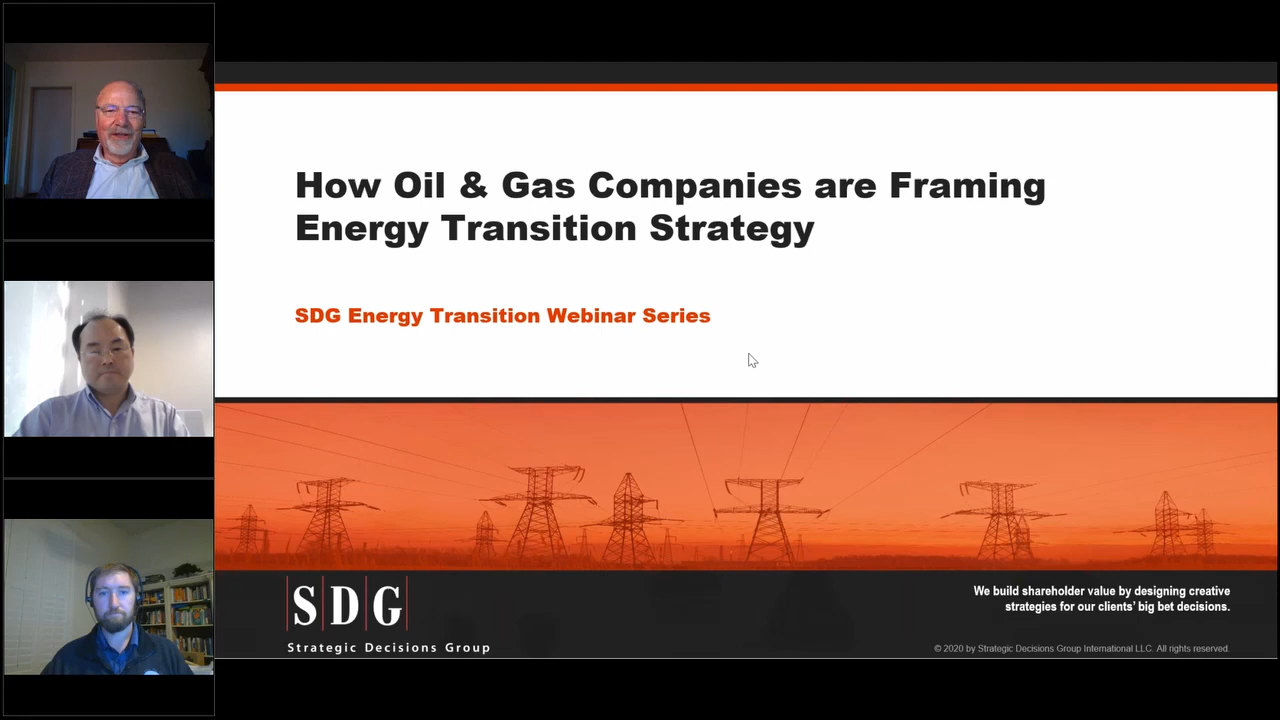 How Oil & Gas Companies are Framing
Energy Transition Strategy
SDG Energy Transition Webinar Series
SDG
Strategic Decisions Group
We build shareholder value by designing creative
strategies for our clients' big bet decisions.
© 2020 by Strategic Decisions Group International LLC. All rights reserved.